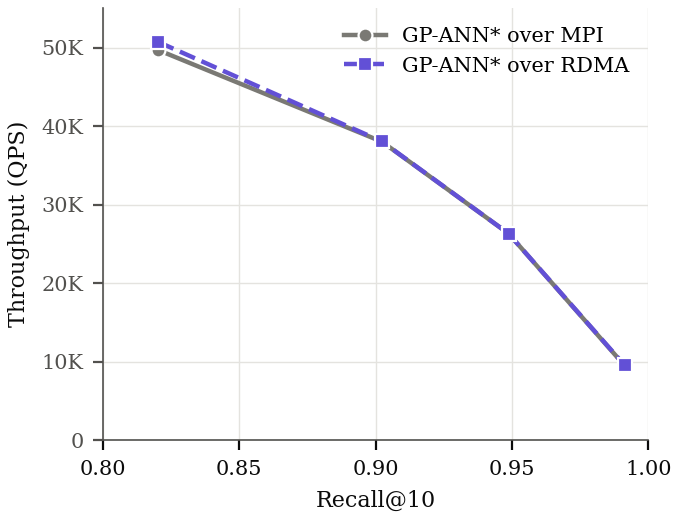 GP-ANN* over MPI
GP-ANN* over RDMA
Throughput (QPS)
50K
40K
30K
20K
10K
0
0.80 0.85 0.90 0.95 1.00
Recall@10